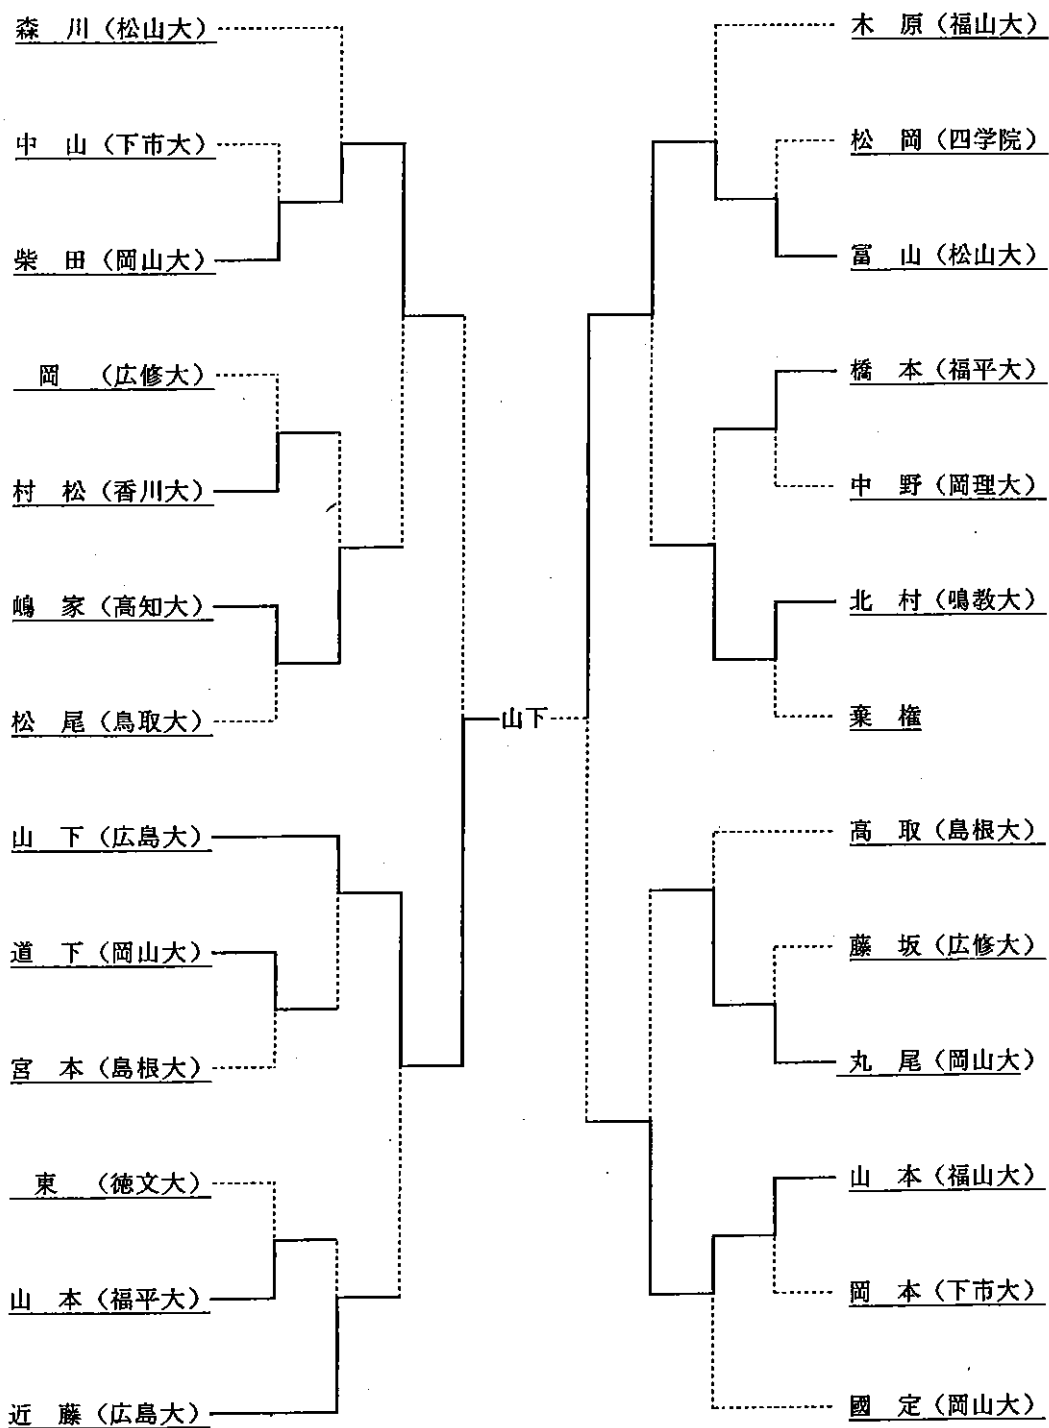 森 川（松山大）
中 山（下市大）
柴 田（岡山大）
岡 （広修大）
村 松（香川大）
嶋 家（高知大）
松 尾（鳥取大）
山 下（広島大）
道 下（岡山大）
宮 本（島根大）
東 （徳文大）
山 本（福平大）
近 藤（広島大）
山下
木 原（福山大）
松 岡（四学院）
冨 山（松山大）
橋 本（福平大）
中 野（岡理大）
北 村（鳴教大）
棄 権
高 取（島根大）
藤 坂（広修大）
丸 尾（岡山大）
山 本（福山大）
岡 本（下市大）
國 定（岡山大）